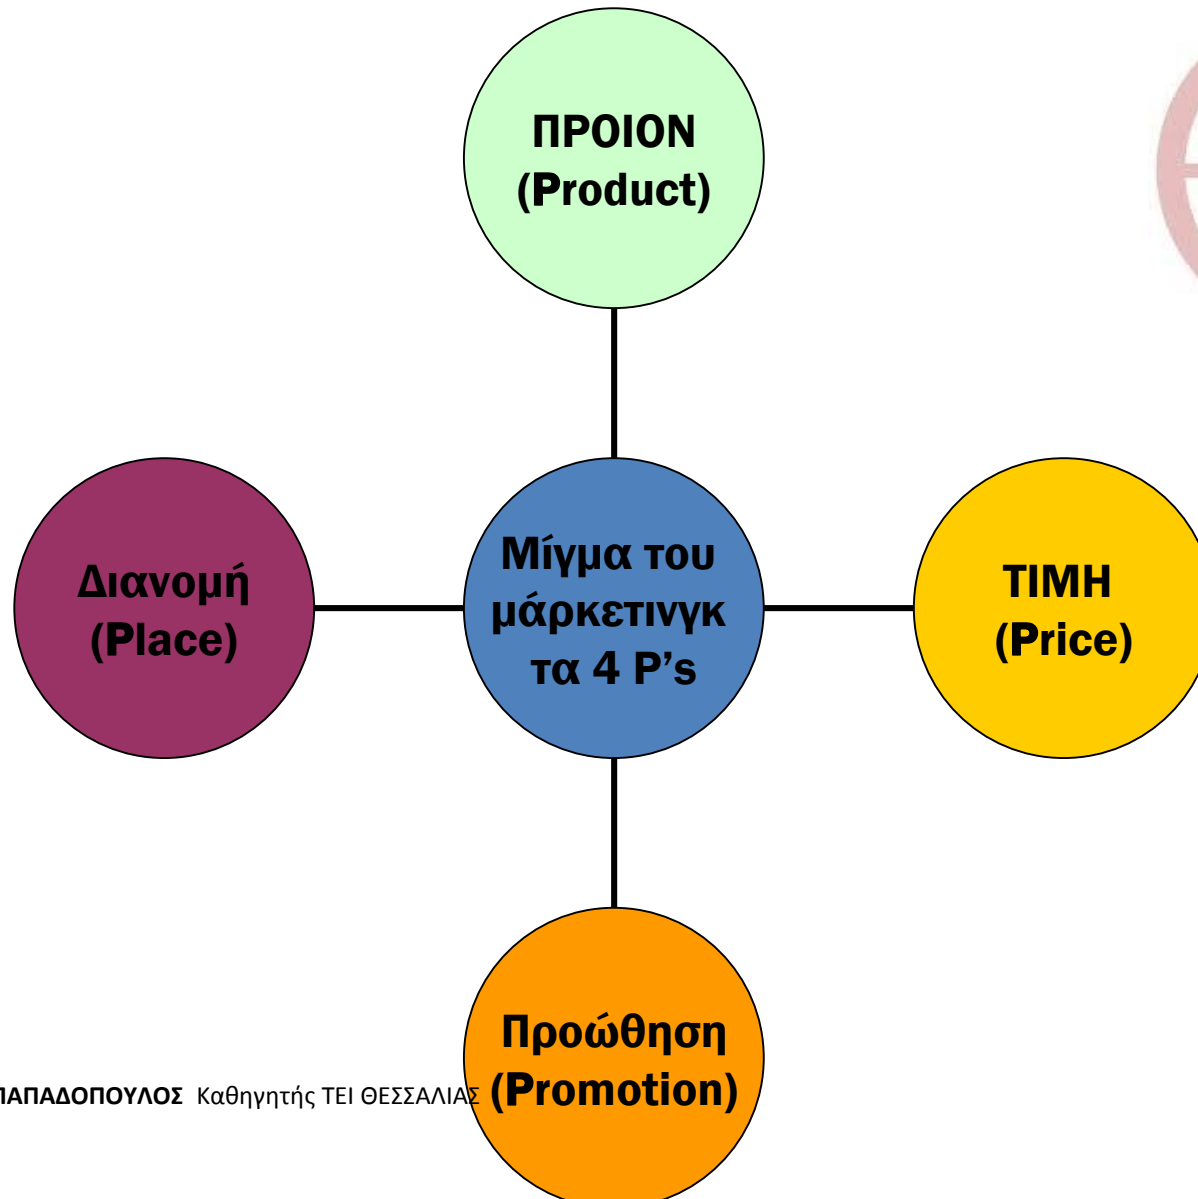 ΠΡΟΙΟΝ
(Product)
Διανομή
(Place)
Μίγμα του
μάρκετινγκ
τα 4 P’s
ΤΙΜΗ
(Price)
Προώθηση
(Promotion)
ΠΑΠΑΔΟΠΟΥΛΟΣ Καθηγητής ΤΕΙ ΘΕΣΣΑΛΙΑΣ